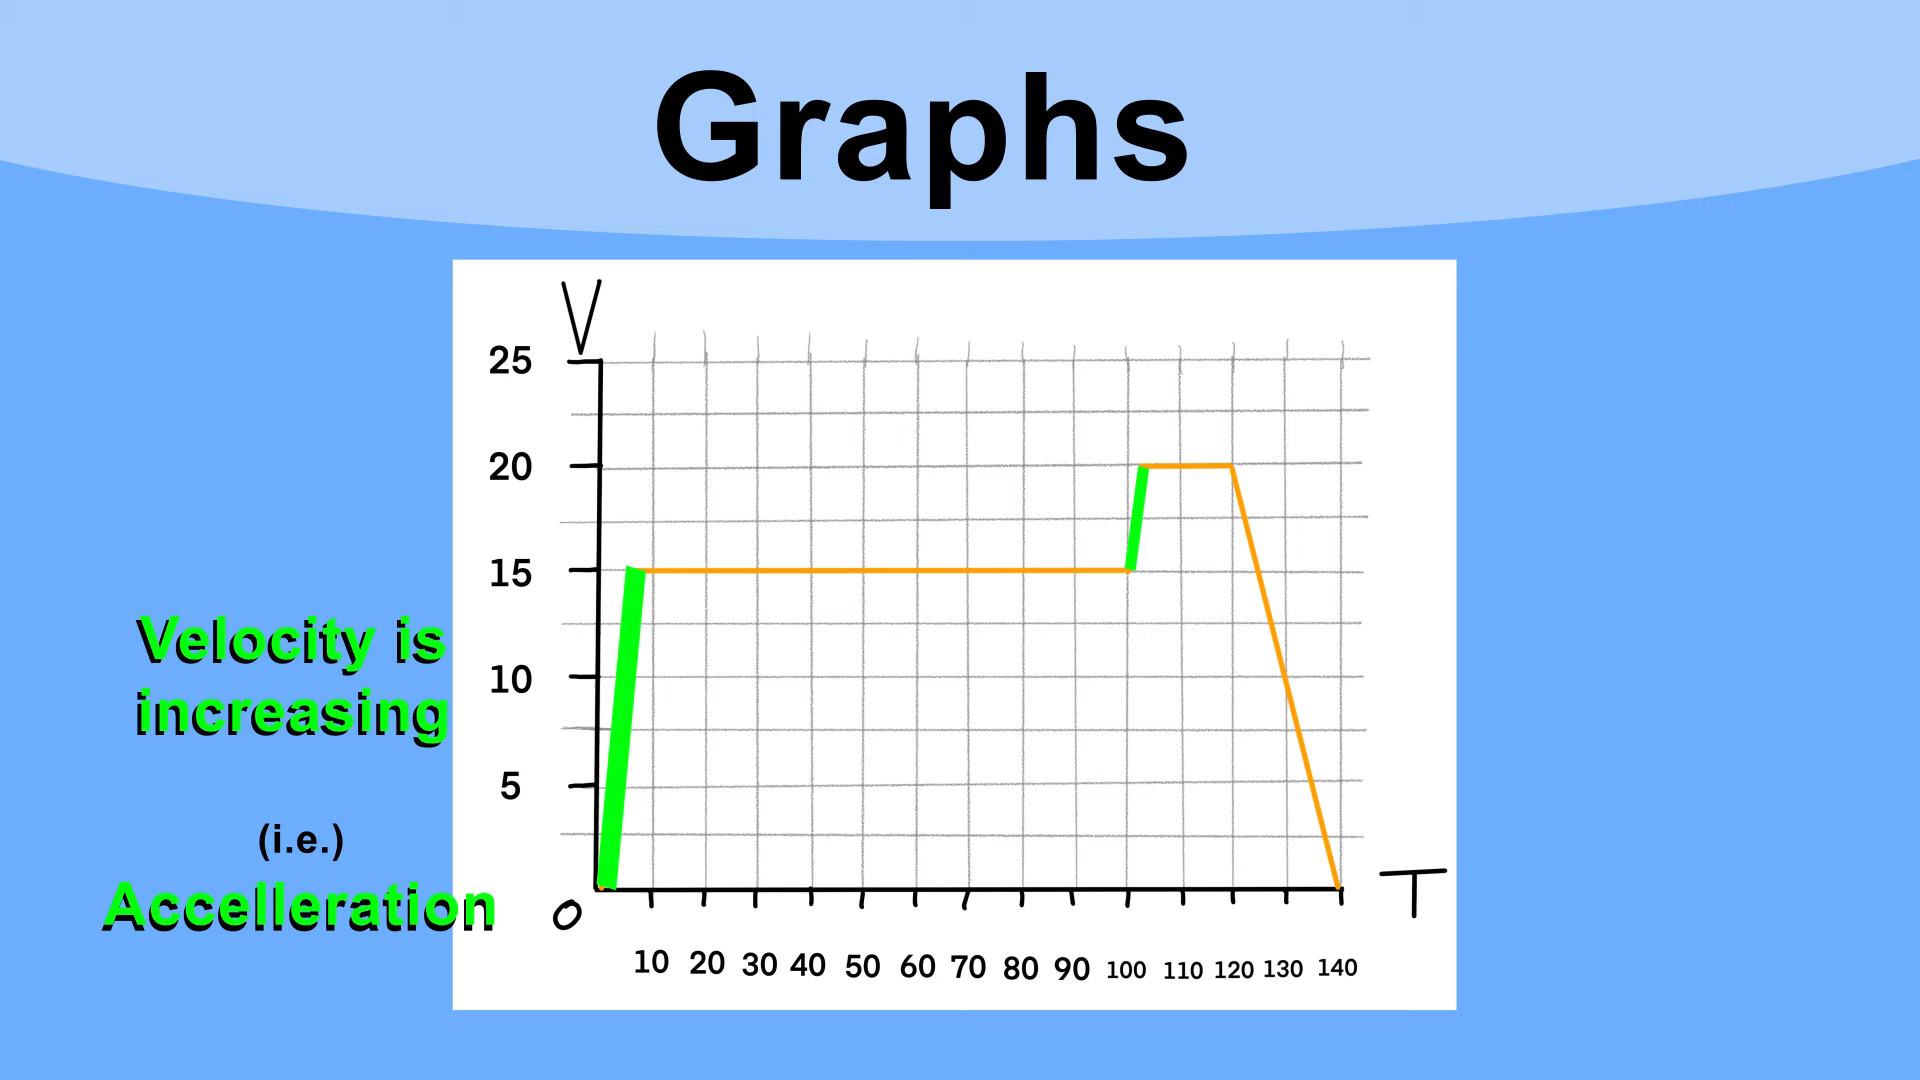 Graphs
V
25
20
15
10
5
Velocity is
increasing
(i.e.)
Accelleration
0
T
10 20 30 40 50 60 70 80 90 100 110 120 130 140